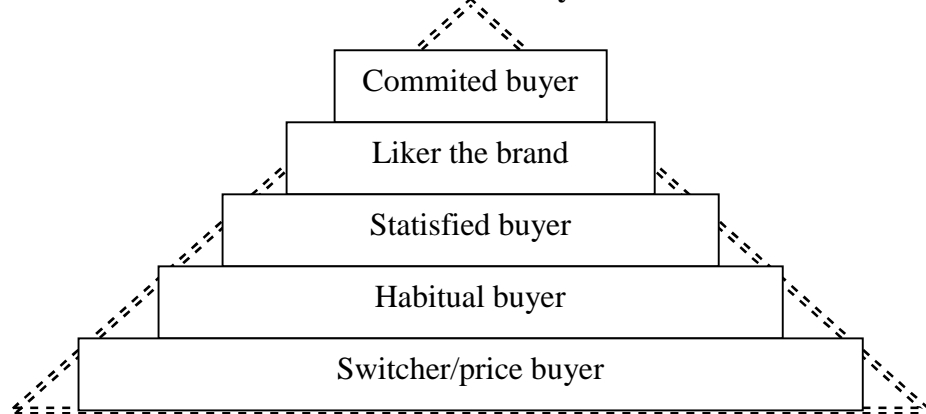 Commited buyer
Liker the brand
Statisfied buyer
Habitual buyer
Switcher/price buyer